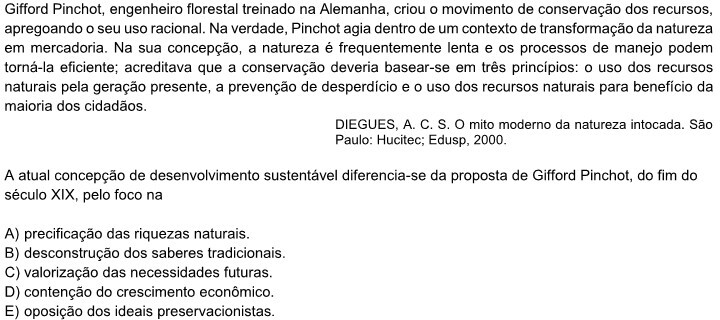 Gifford Pinchot, engenheiro florestal treinado na Alemanha, criou o movimento de conservação dos recursos,
apregoando o seu uso racional. Na verdade, Pinchot agia dentro de um contexto de transformação da natureza
em mercadoria. Na sua concepção, a natureza é frequentemente lenta e os processos de manejo podem
torná-la eficiente; acreditava que a conservação deveria basear-se em três princípios: o uso dos recursos
naturais pela geração presente, a prevenção de desperdício e o uso dos recursos naturais para benefício da
maioria dos cidadãos.
DIEGUES, A. C. S. O mito moderno da natureza intocada. São
Paulo: Hucitec; Edusp, 2000.
A atual concepção de desenvolvimento sustentável diferencia-se da proposta de Gifford Pinchot, do fim do
século XIX, pelo foco na
A) precificação das riquezas naturais.
B) desconstrução dos saberes tradicionais.
C) valorização das necessidades futuras.
D) contenção do crescimento econômico.
E) oposição dos ideais preservacionistas.